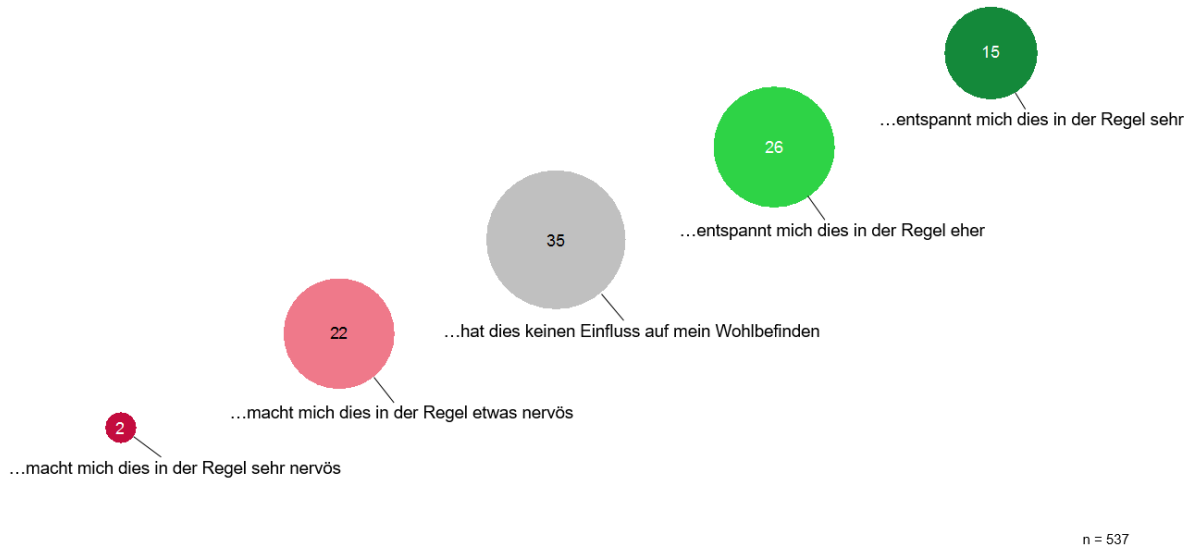 15
…entspannt mich dies in der Regel sehr
26
…entspannt mich dies in der Regel eher
35
…hat dies keinen Einfluss auf mein Wohlbefinden
22
…macht mich dies in der Regel etwas nervös
2
…macht mich dies in der Regel sehr nervös
n = 537